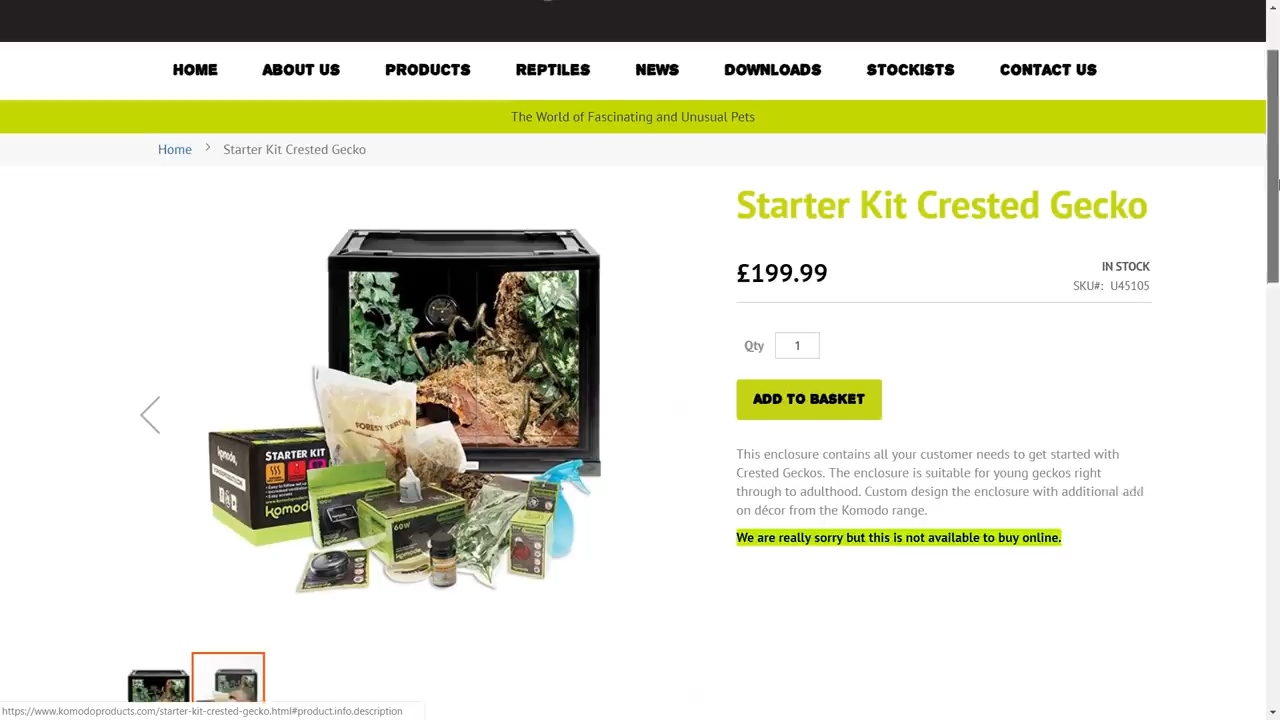 HOME ABOUT US PRODUCTS REPTILES NEWS DOWNLOADS STOCKISTS CONTACT US
The World of Fascinating and Unusual Pets
Home > Starter Kit Crested Gecko
Starter Kit Crested Gecko
£199.99
IN STOCK
SKU#: U45105
Qty 1
ADD TO BASKET
This enclosure contains all your customer needs to get started with
Crested Geckos. The enclosure is suitable for young geckos right
through to adulthood. Custom design the enclosure with additional add
on décor from the Komodo range.
We are really sorry but this is not available to buy online.
komodo
STARTER KIT
komodo
FOREST
60W
https://www.komodoproducts.com/starter-kit-crested-gecko.html#product.info.description